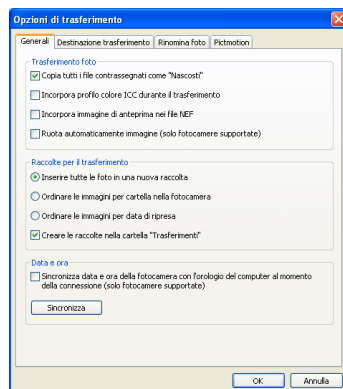 Opzioni di trasferimento
Generali Destinazione trasferimento Rinomina foto Pictmotion
Trasferimento foto
Copia tutti i file contrassegnati come "Nascosti"
Incorpora profilo colore ICC durante il trasferimento
Incorpora immagine di anteprima nei file NEF
Ruota automaticamente immagine (solo fotocamere supportate)
Raccolte per il trasferimento
Inserire tutte le foto in una nuova raccolta
Ordinare le immagini per cartella nella fotocamera
Ordinare le immagini per data di ripresa
Creare le raccolte nella cartella "Trasferimenti"
Data e ora
Sincronizza data e ora della fotocamera con l'orologio del computer al momento
della connessione (solo fotocamere supportate)
Sincronizza
OK Annulla